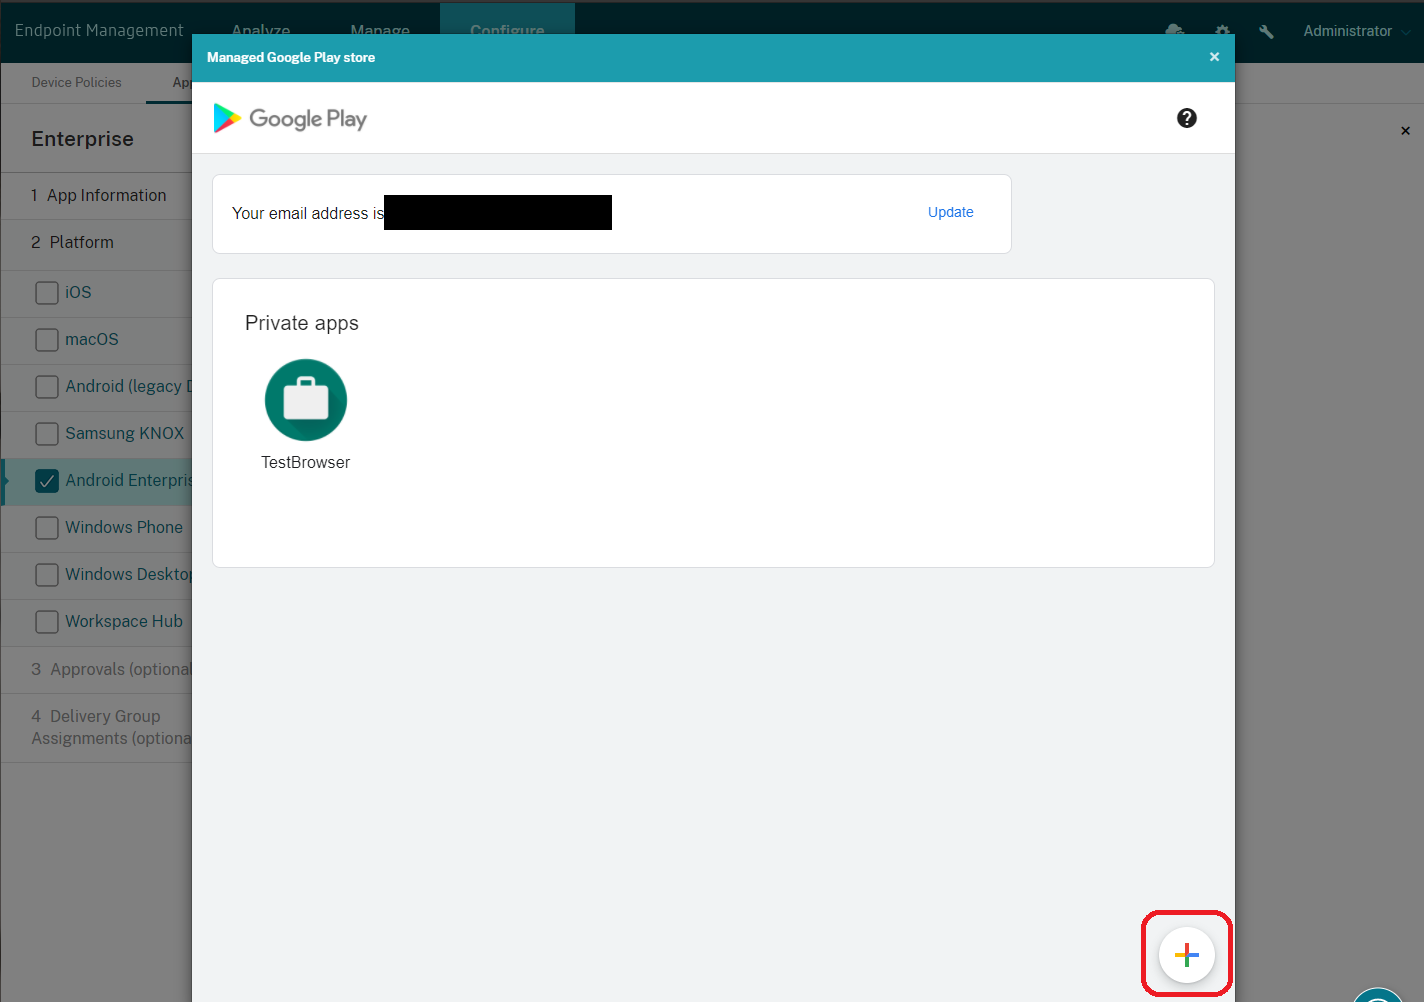 Endpoint Management Analyze Manage Configure Administrator
Managed Google Play store
Device Policies Ap
Google Play
Enterprise
1 App Information
Your email address is Update
2 Platform
iOS
Private apps
macOS
Android (legacy D
Samsung KNOX
TestBrowser
Android Enterpris
Windows Phone
Windows Desktop
Workspace Hub
3 Approvals (optional
4 Delivery Group
Assignments (optiona